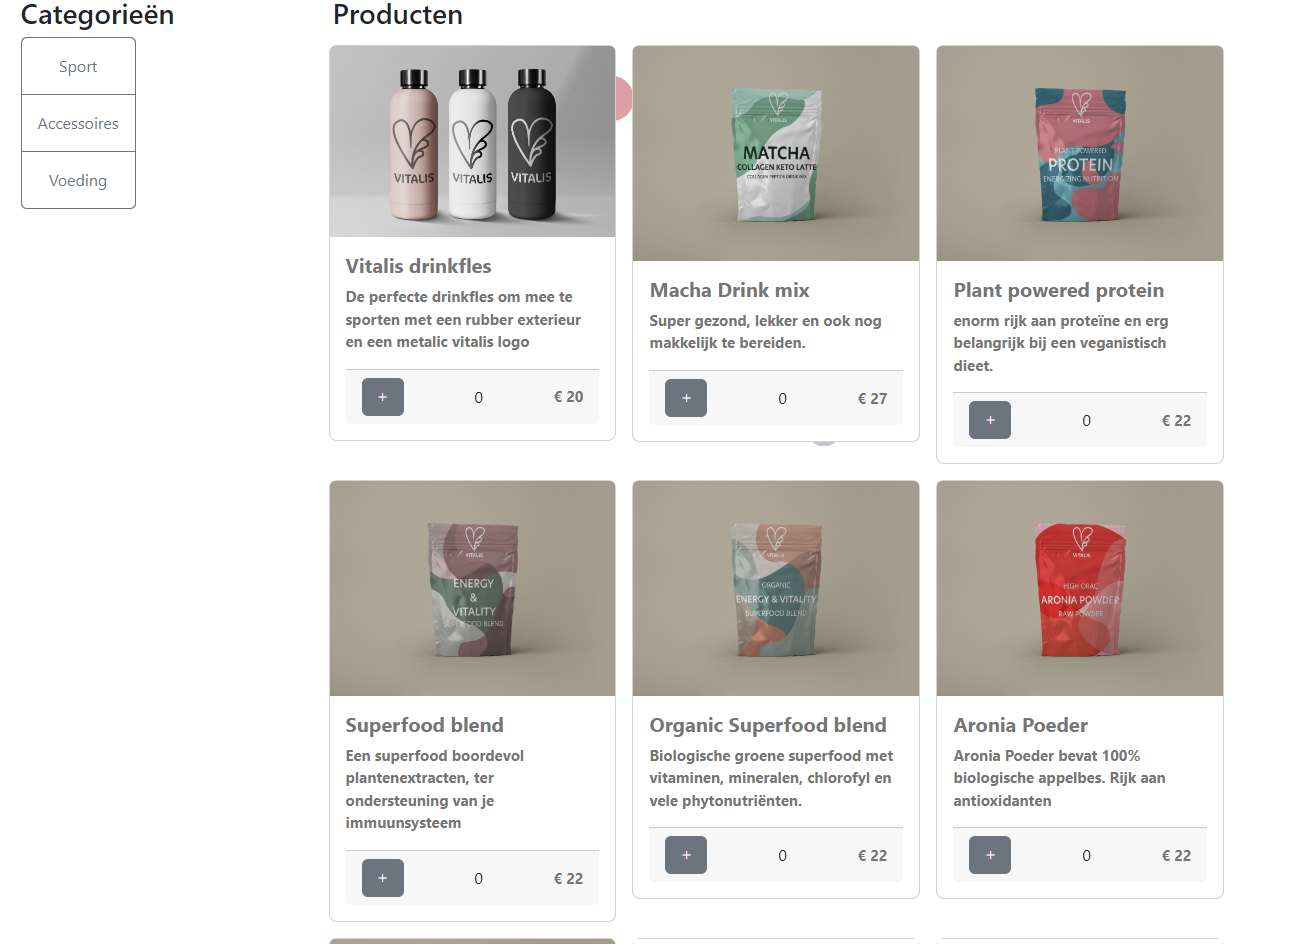 Categorieën
Sport
Accessoires
Voeding
Producten
VITALIS
VITALIS
VITALIS
Vitalis drinkfles
De perfecte drinkfles om mee te
sporten met een rubber exterieur
en een metalic vitalis logo
+ 0 € 20
VITALIS
MATCHA
COLLAGEN KETO LATTE
COLLAGEN PEPTIDE DRINK MIX
Macha Drink mix
Super gezond, lekker en ook nog
makkelijk te bereiden.
+ 0 € 27
VITALIS
PLANT POWERED
PROTEIN
ENERGIZING NUTRITION
Plant powered protein
enorm rijk aan proteïne en erg
belangrijk bij een veganistisch
dieet.
+ 0 € 22
VITALIS
ENERGY
&
VITALITY
SUPERFOOD BLEND
Superfood blend
Een superfood boordevol
plantenextracten, ter
ondersteuning van je
immuunsysteem
+ 0 € 22
VITALIS
ORGANIC
ENERGY & VITALITY
SUPERFOOD BLEND
Organic Superfood blend
Biologische groene superfood met
vitaminen, mineralen, chlorofyl en
vele phytonutriënten.
+ 0 € 22
VITALIS
HIGH ORAC
ARONIA POWDER
RAW POWDER
Aronia Poeder
Aronia Poeder bevat 100%
biologische appelbes. Rijk aan
antioxidanten
+ 0 € 22